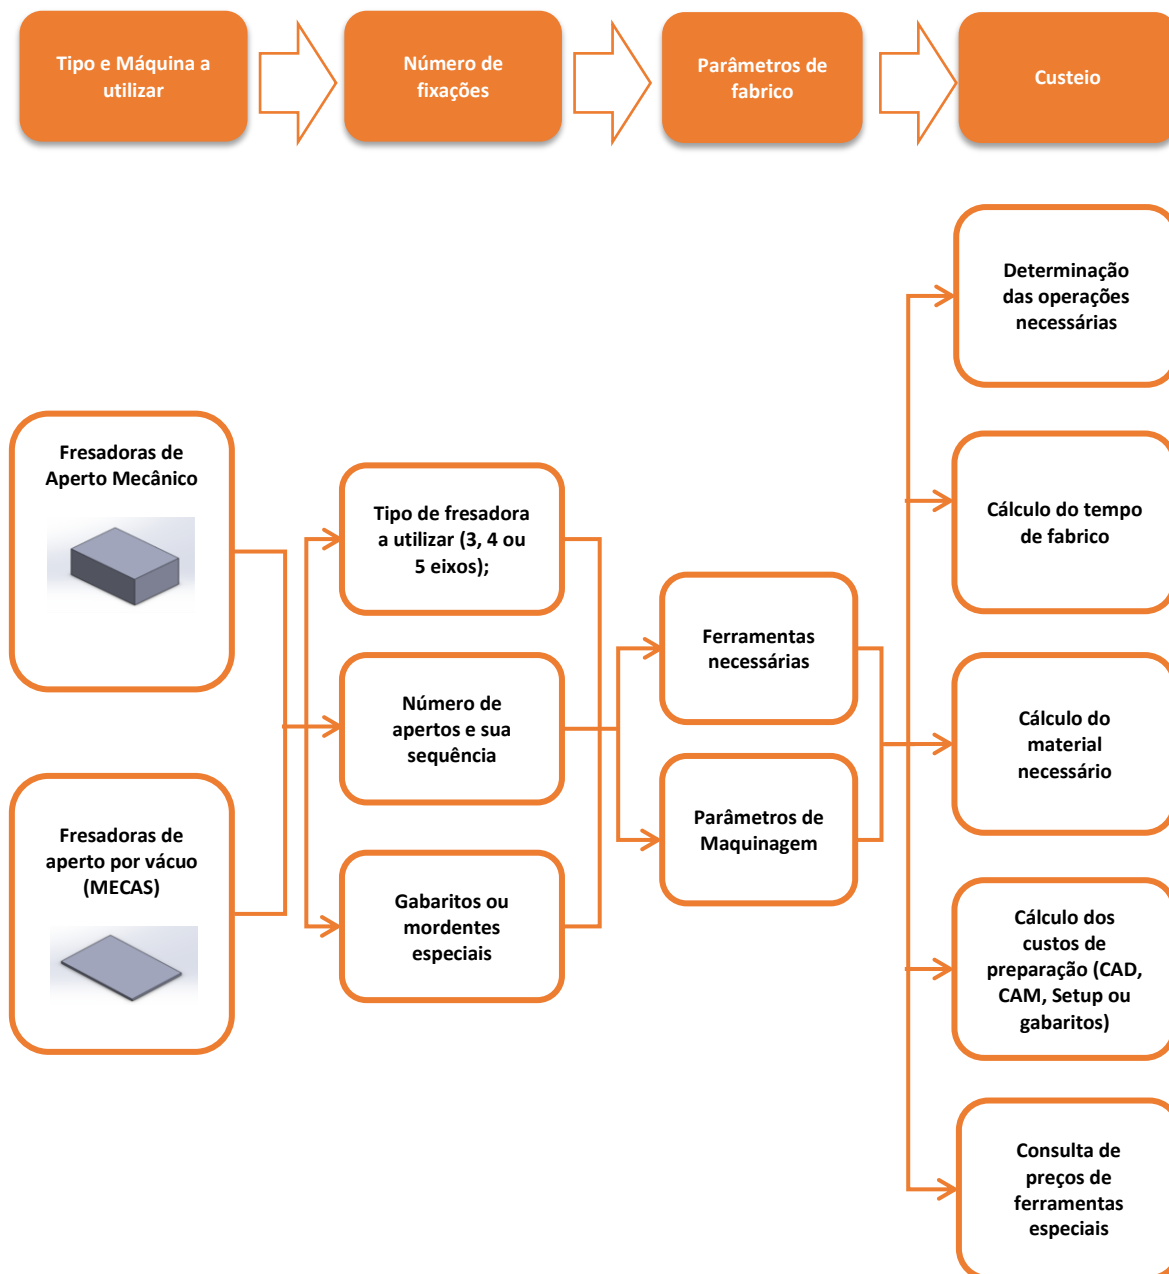 Tipo e Máquina a
utilizar
Número de
fixações
Parâmetros de
fabrico
Custeio
Fresadoras de
Aperto Mecânico
Fresadoras de
aperto por vácuo
(MECAS)
Tipo de fresadora
a utilizar (3, 4 ou
5 eixos);
Número de
apertos e sua
sequência
Gabaritos ou
mordentes
especiais
Ferramentas
necessárias
Parâmetros de
Maquinagem
Determinação
das operações
necessárias
Cálculo do tempo
de fabrico
Cálculo do
material
necessário
Cálculo dos
custos de
preparação (CAD,
CAM, Setup ou
gabaritos)
Consulta de
preços de
ferramentas
especiais